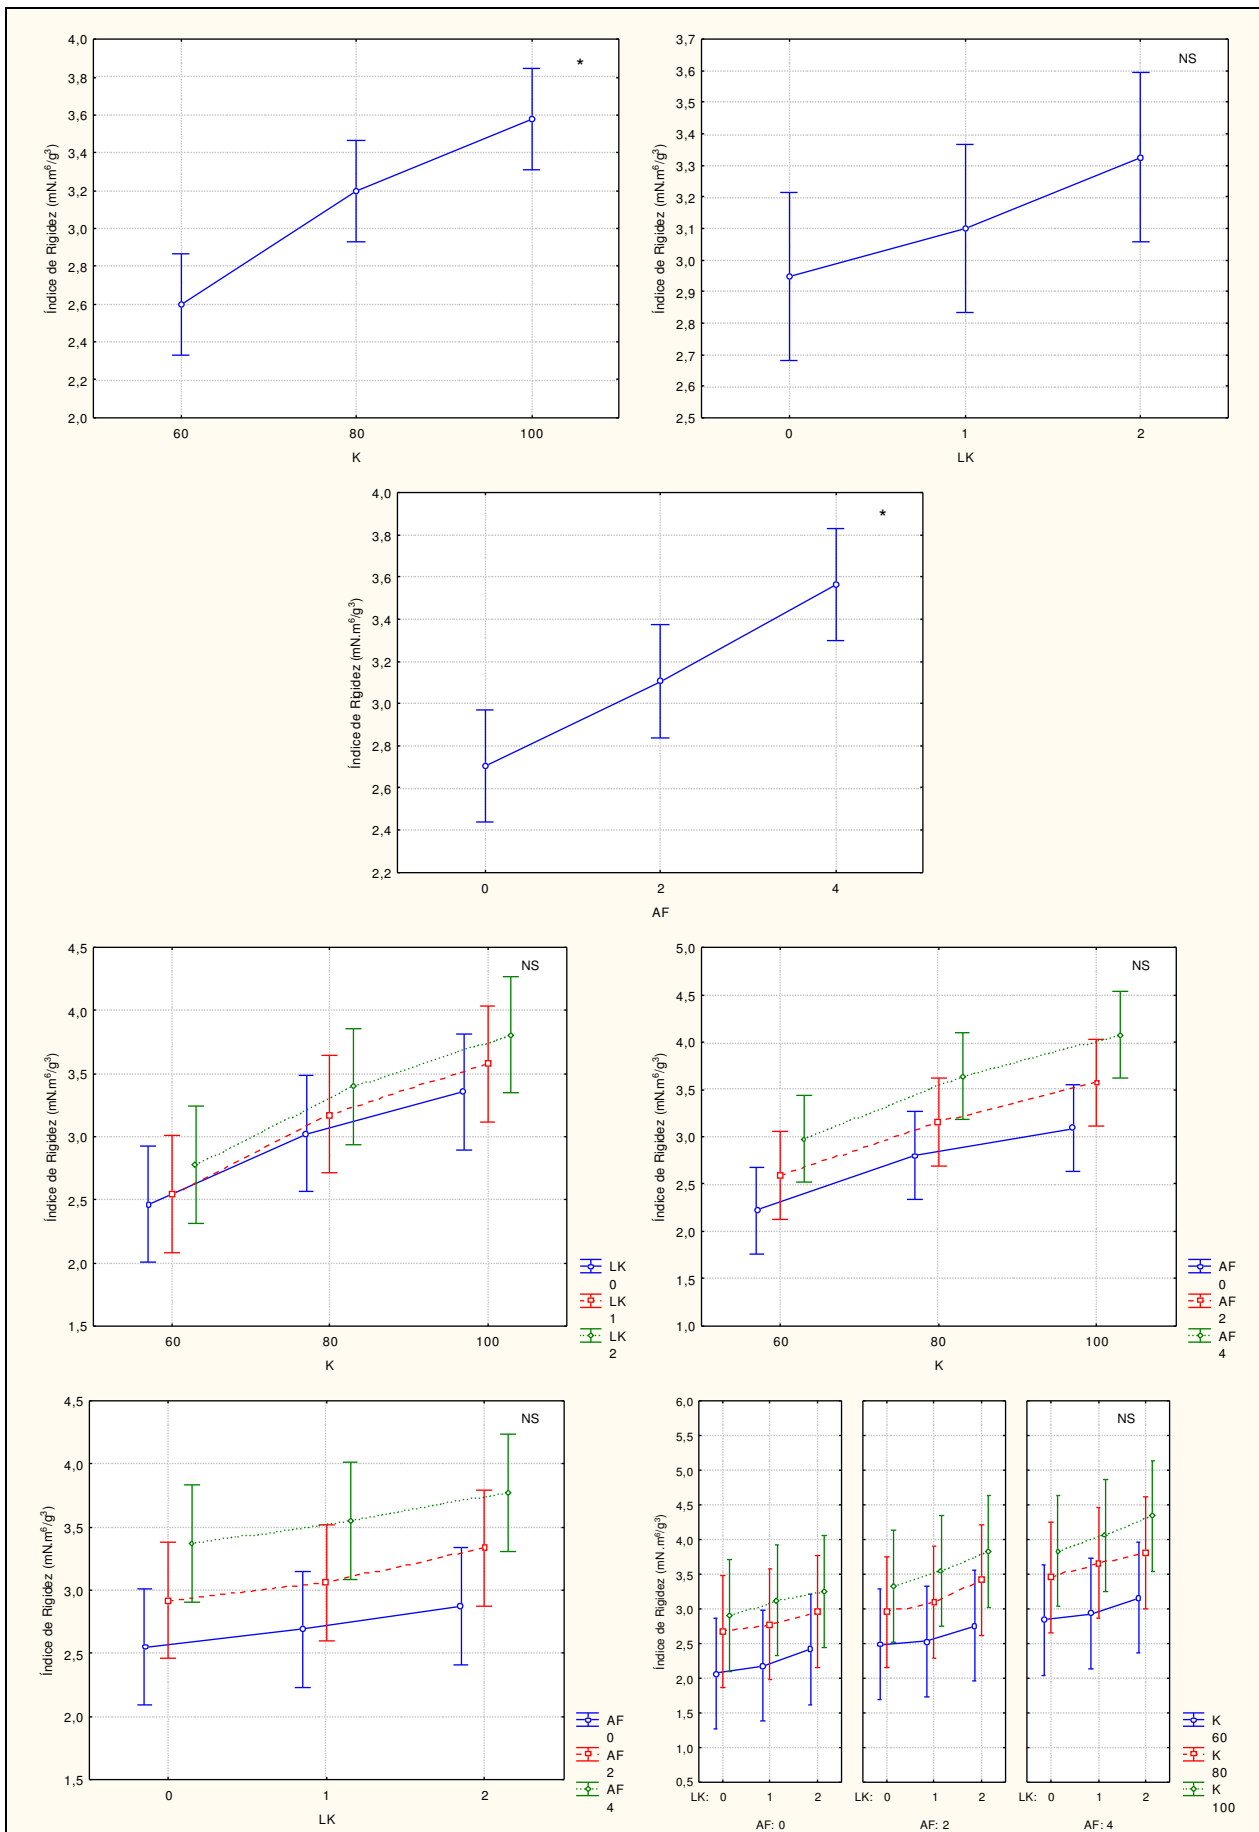 4,0
3,8
3,6
3,4
3,2
3,0
2,8
2,6
2,4
2,2
2,0
*
60 80 100
K
Índice de Rigidez (mN.m⁶/g³)
3,7
3,6
3,5
3,4
3,3
3,2
3,1
3,0
2,9
2,8
2,7
2,6
2,5
NS
0 1 2
LK
Índice de Rigidez (mN.m⁶/g³)
4,0
3,8
3,6
3,4
3,2
3,0
2,8
2,6
2,4
2,2
*
0 2 4
AF
Índice de Rigidez (mN.m⁶/g³)
4,5
4,0
3,5
3,0
2,5
2,0
1,5
NS
60 80 100
K
Índice de Rigidez (mN.m⁶/g³)
LK
0
LK
1
LK
2
5,0
4,5
4,0
3,5
3,0
2,5
2,0
1,5
1,0
NS
60 80 100
K
Índice de Rigidez (mN.m⁶/g³)
AF
0
AF
2
AF
4
4,5
4,0
3,5
3,0
2,5
2,0
1,5
NS
0 1 2
LK
Índice de Rigidez (mN.m⁶/g³)
AF
0
AF
2
AF
4
6,0
5,5
5,0
4,5
4,0
3,5
3,0
2,5
2,0
1,5
1,0
0,5
NS
Índice de Rigidez (mN.m⁶/g³)
LK: 0 1 2
AF: 0
LK: 0 1 2
AF: 2
LK: 0 1 2
AF: 4
K
60
K
80
K
100